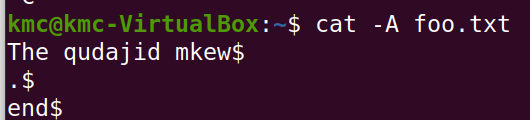 kmc@kmc-VirtualBox:~$ cat -A foo.txt
The qudajid mkew$
.$
end$